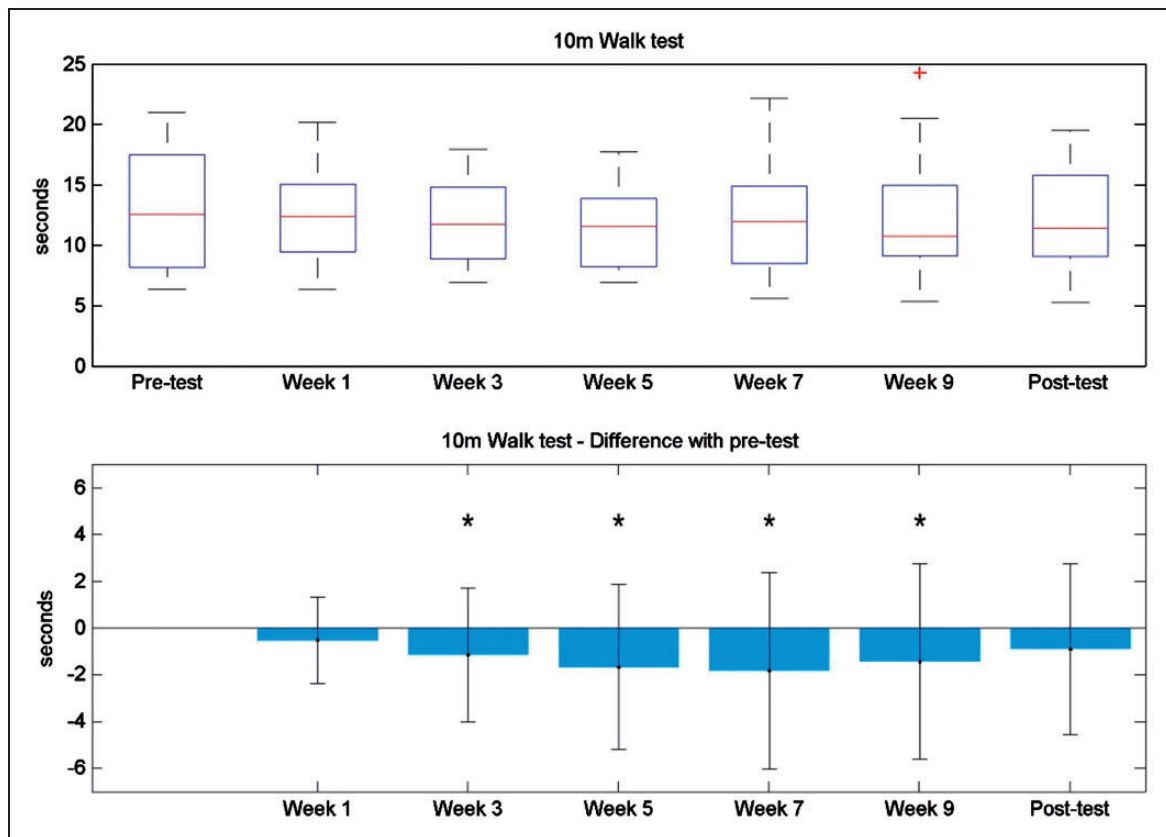 10m Walk test
25
20
15
10
5
0
seconds
Pre-test Week 1 Week 3 Week 5 Week 7 Week 9 Post-test
10m Walk test - Difference with pre-test
6
4
2
0
-2
-4
-6
seconds
* * * *
Week 1 Week 3 Week 5 Week 7 Week 9 Post-test